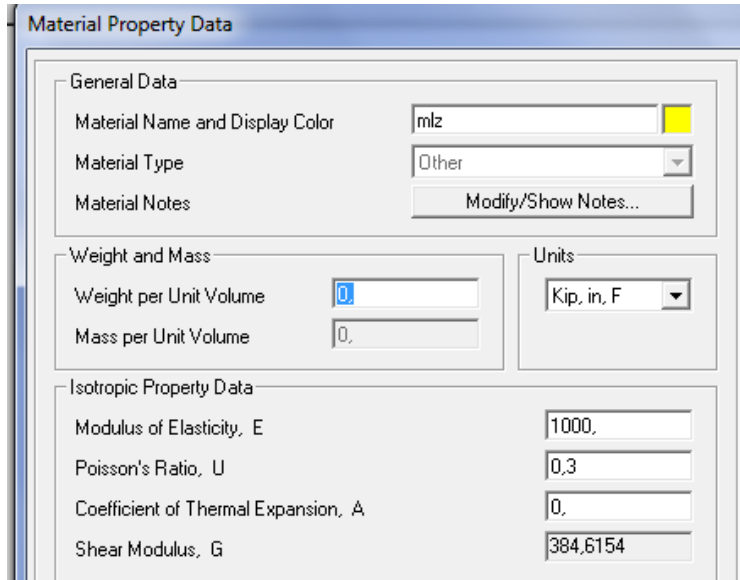 Material Property Data
General Data
Material Name and Display Color mlz
Material Type Other
Material Notes Modify/Show Notes...
Weight and Mass
Weight per Unit Volume 0,
Mass per Unit Volume 0,
Units
Kip, in, F
Isotropic Property Data
Modulus of Elasticity, E 1000,
Poisson's Ratio, U 0,3
Coefficient of Thermal Expansion, A 0,
Shear Modulus, G 384,6154